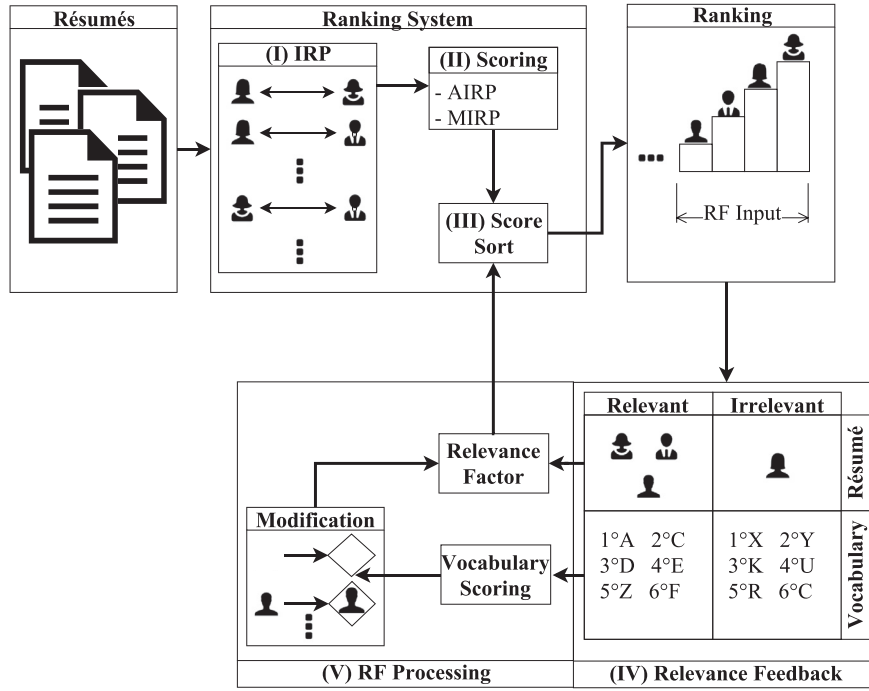 Résumés
Ranking System
Ranking
(I) IRP
(II) Scoring
- AIRP
- MIRP
(III) Score
Sort
RF Input
Relevant
Irrelevant
Résumé
Relevance
Factor
Modification
Vocabulary
Scoring
1°A 2°C
3°D 4°E
5°Z 6°F
1°X 2°Y
3°K 4°U
5°R 6°C
Vocabulary
(V) RF Processing
(IV) Relevance Feedback